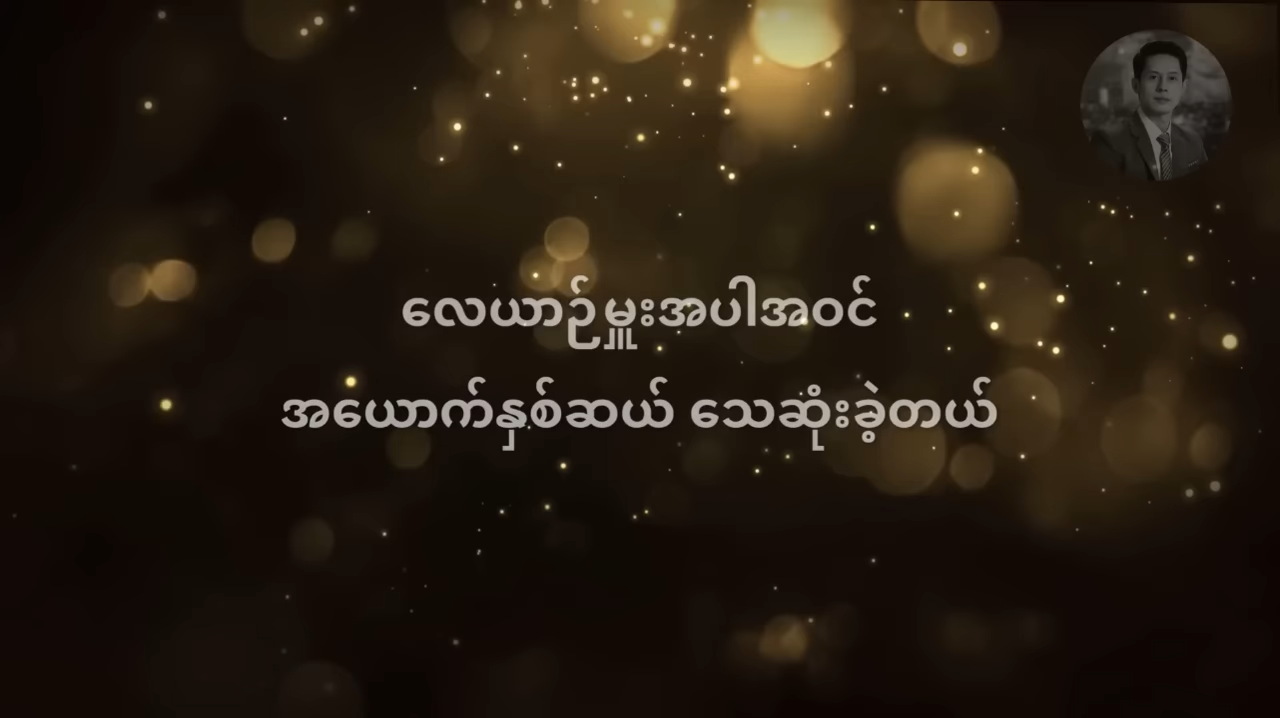 လေယာဉ်မှူးအပါအဝင်
အယောက်နှစ်ဆယ် သေဆုံးခဲ့တယ်